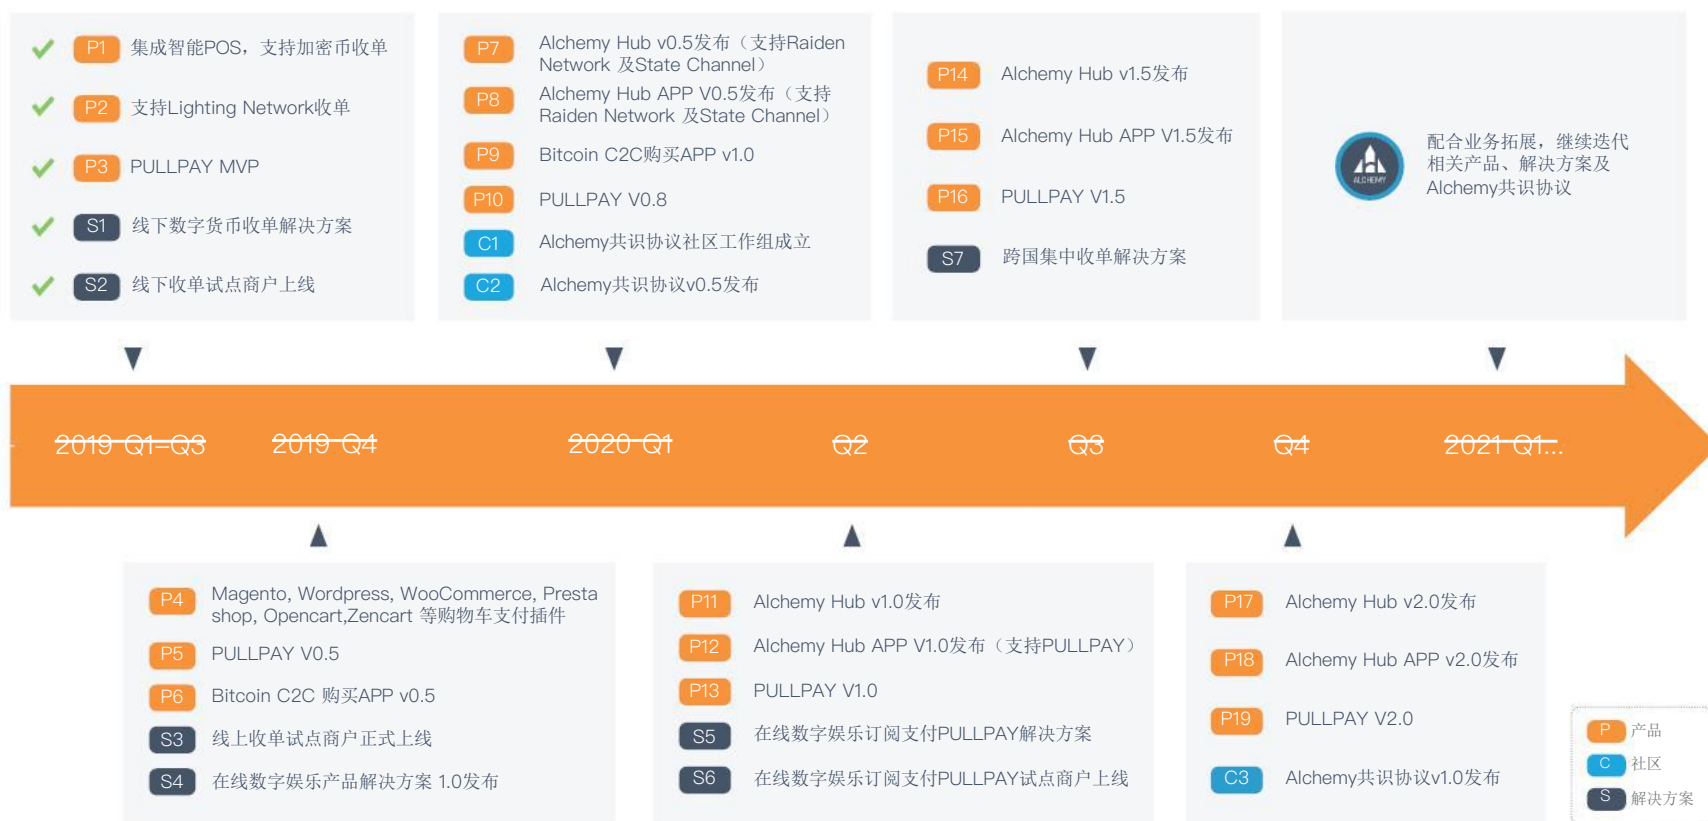 P1 集成智能POS，支持加密币收单
P2 支持Lighting Network收单
P3 PULLPAY MVP
S1 线下数字货币收单解决方案
S2 线下收单试点商户上线
P7 Alchemy Hub v0.5发布（支持Raiden
Network 及State Channel）
P8 Alchemy Hub APP V0.5发布（支持
Raiden Network 及State Channel）
P9 Bitcoin C2C购买APP v1.0
P10 PULLPAY V0.8
C1 Alchemy共识协议社区工作组成立
C2 Alchemy共识协议v0.5发布
P14 Alchemy Hub v1.5发布
P15 Alchemy Hub APP V1.5发布
P16 PULLPAY V1.5
S7 跨国集中收单解决方案
ALCHEMY
配合业务拓展，继续迭代
相关产品、解决方案及
Alchemy共识协议
2019 Q1-Q3 2019 Q4 2020 Q1 Q2 Q3 Q4 2021 Q1...
P4 Magento, Wordpress, WooCommerce, Presta
shop, Opencart,Zencart 等购物车支付插件
P5 PULLPAY V0.5
P6 Bitcoin C2C 购买APP v0.5
S3 线上收单试点商户正式上线
S4 在线数字娱乐产品解决方案 1.0发布
P11 Alchemy Hub v1.0发布
P12 Alchemy Hub APP V1.0发布（支持PULLPAY）
P13 PULLPAY V1.0
S5 在线数字娱乐订阅支付PULLPAY解决方案
S6 在线数字娱乐订阅支付PULLPAY试点商户上线
P17 Alchemy Hub v2.0发布
P18 Alchemy Hub APP v2.0发布
P19 PULLPAY V2.0
C3 Alchemy共识协议v1.0发布
P 产品
C 社区
S 解决方案